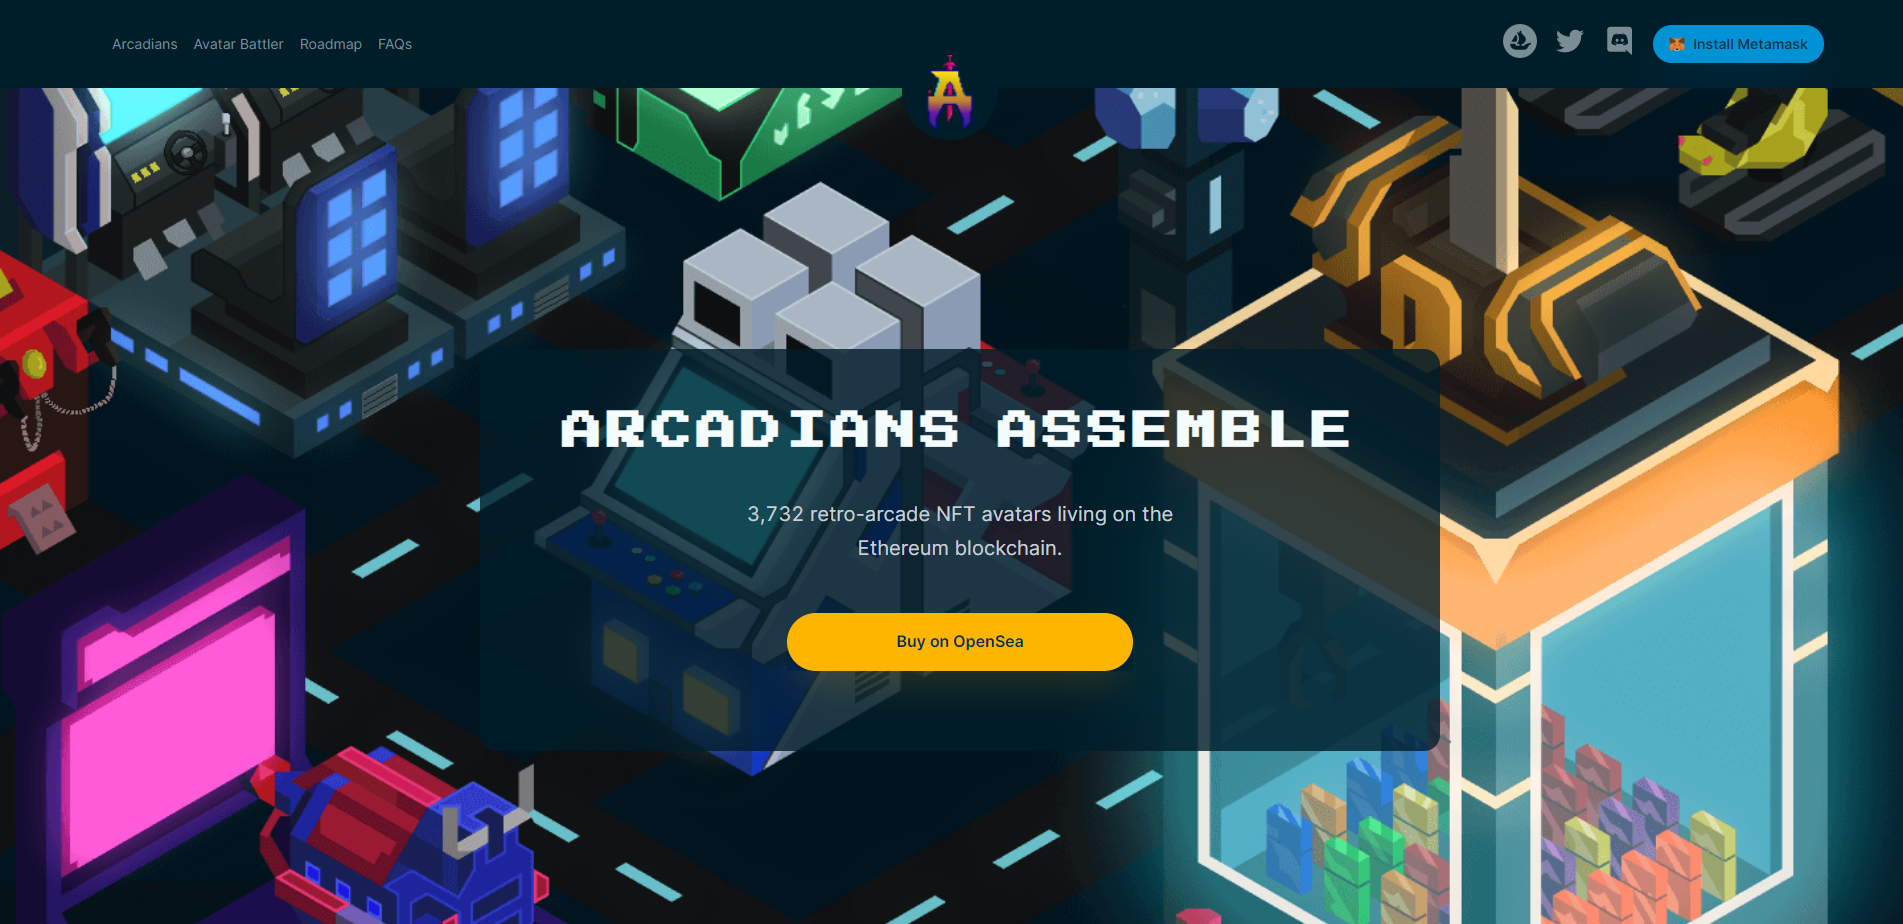 Arcadians Avatar Battler Roadmap FAQs
Install Metamask
A
ARCADIANS ASSEMBLE
3,732 retro-arcade NFT avatars living on the
Ethereum blockchain.
Buy on OpenSea